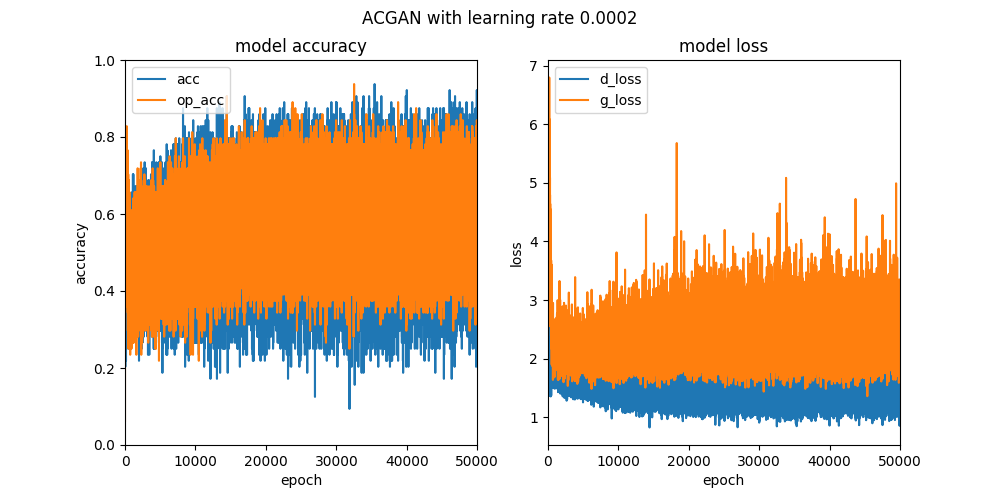 ACGAN with learning rate 0.0002
model accuracy
acc
op_acc
1.0
0.8
0.6
0.4
0.2
0.0
accuracy
0
10000
20000
30000
40000
50000
epoch
model loss
d_loss
g_loss
7
6
5
4
3
2
1
loss
0
10000
20000
30000
40000
50000
epoch